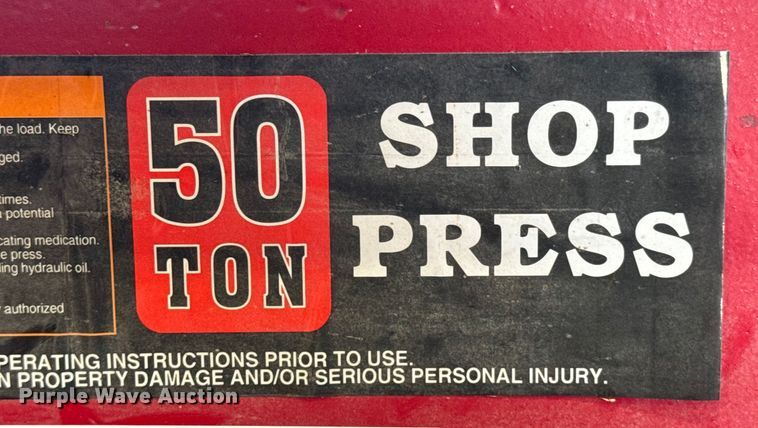 he load. Keep
ged.
times.
a potential
cating medication.
e press.
ling hydraulic oil.
authorized
50
TON
SHOP
PRESS
PERATING INSTRUCTIONS PRIOR TO USE.
N PROPERTY DAMAGE AND/OR SERIOUS PERSONAL INJURY.
Purple Wave Auction